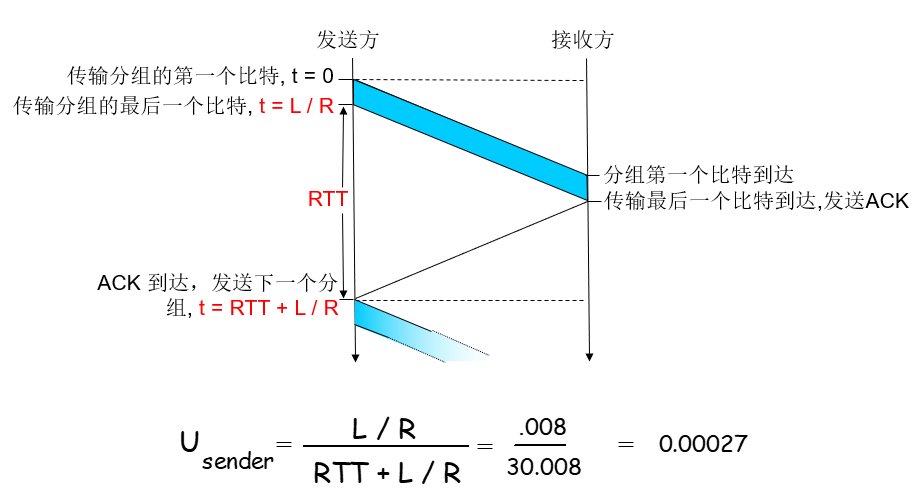 发送方
接收方
传输分组的第一个比特, t = 0
传输分组的最后一个比特, t = L / R
分组第一个比特到达
RTT
传输最后一个比特到达,发送ACK
ACK 到达，发送下一个分
组, t = RTT + L / R
U sender = L / R / RTT + L / R = .008 / 30.008 = 0.00027